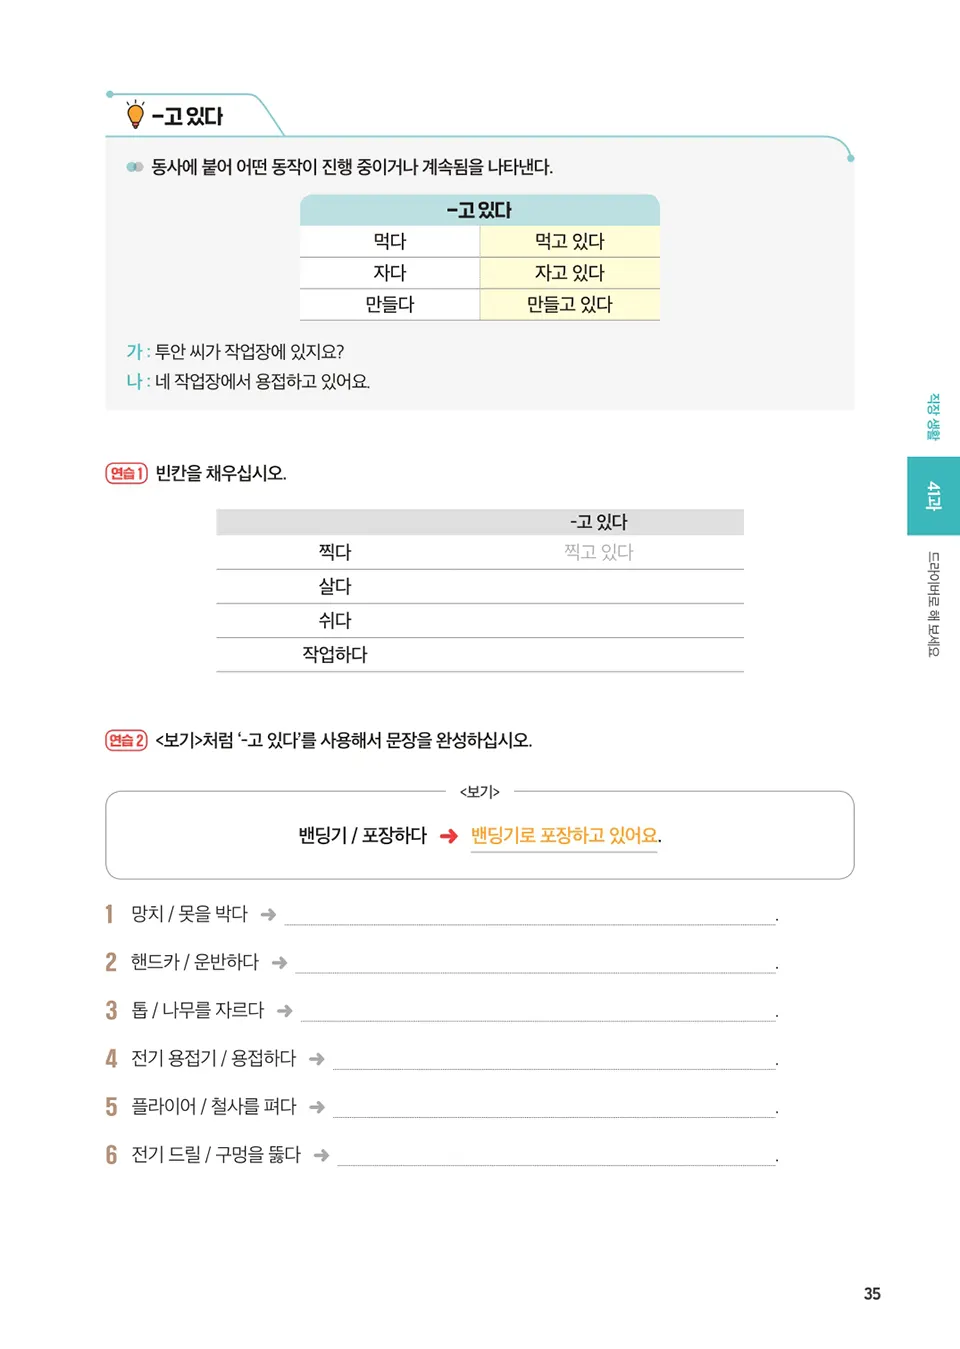 -고 있다
동사에 붙어 어떤 동작이 진행 중이거나 계속됨을 나타낸다.
-고 있다
먹다 먹고 있다
자다 자고 있다
만들다 만들고 있다
가 : 투안 씨가 작업장에 있지요?
나 : 네 작업장에서 용접하고 있어요.
연습 1 빈칸을 채우십시오.
-고 있다
찍다 찍고 있다
살다
쉬다
작업하다
연습 2 <보기>처럼 '-고 있다'를 사용해서 문장을 완성하십시오.
<보기>
밴딩기 / 포장하다 ➜ 밴딩기로 포장하고 있어요.
1 망치 / 못을 박다 ➜ .
2 핸드카 / 운반하다 ➜ .
3 톱 / 나무를 자르다 ➜ .
4 전기 용접기 / 용접하다 ➜ .
5 플라이어 / 철사를 펴다 ➜ .
6 전기 드릴 / 구멍을 뚫다 ➜ .
직장 생활
41과
드라이버로 해 보세요
35